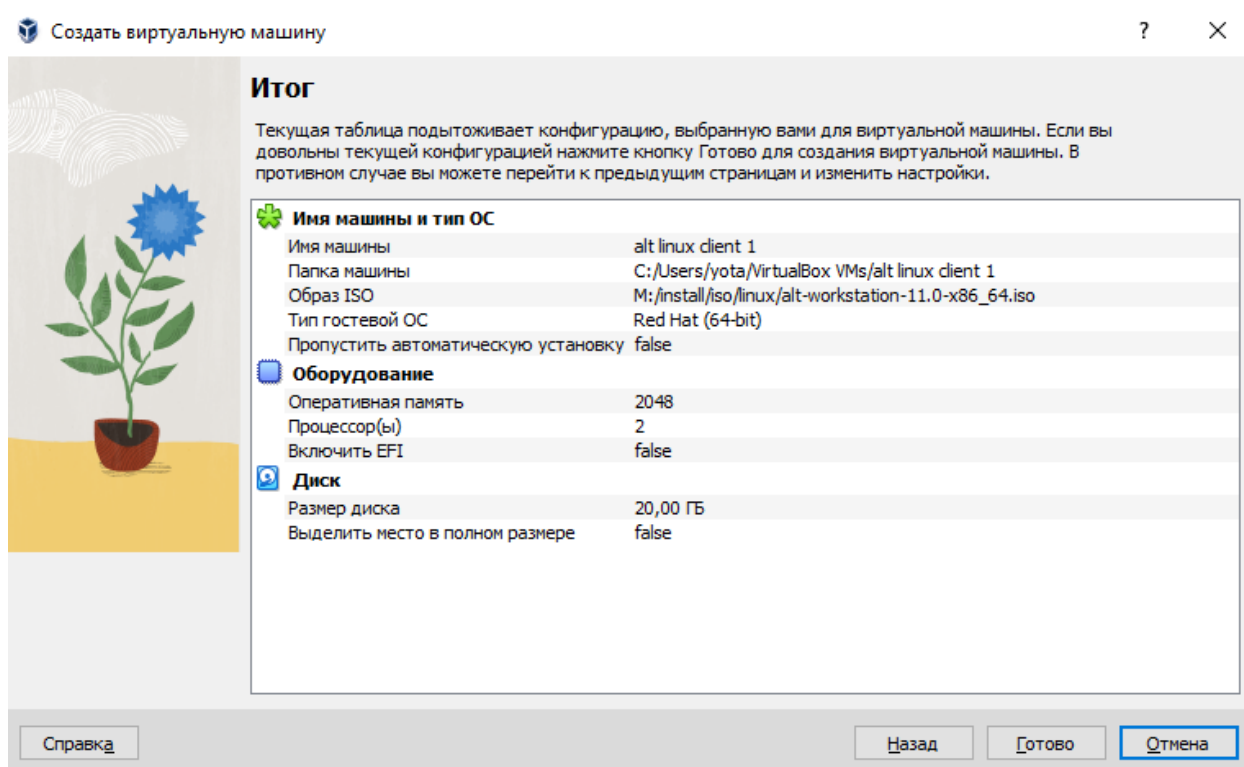 Создать виртуальную машину
?
Итог
Текущая таблица подытоживает конфигурацию, выбранную вами для виртуальной машины. Если вы
довольны текущей конфигурацией нажмите кнопку Готово для создания виртуальной машины. В
противном случае вы можете перейти к предыдущим страницам и изменить настройки.
Имя машины и тип ОС
Имя машины alt linux client 1
Папка машины C:/Users/yota/VirtualBox VMs/alt linux client 1
Образ ISO M:/install/iso/linux/alt-workstation-11.0-x86_64.iso
Тип гостевой ОС Red Hat (64-bit)
Пропустить автоматическую установку false
Оборудование
Оперативная память 2048
Процессор(ы) 2
Включить EFI false
Диск
Размер диска 20,00 ГБ
Выделить место в полном размере false
Справка Назад Готово Отмена